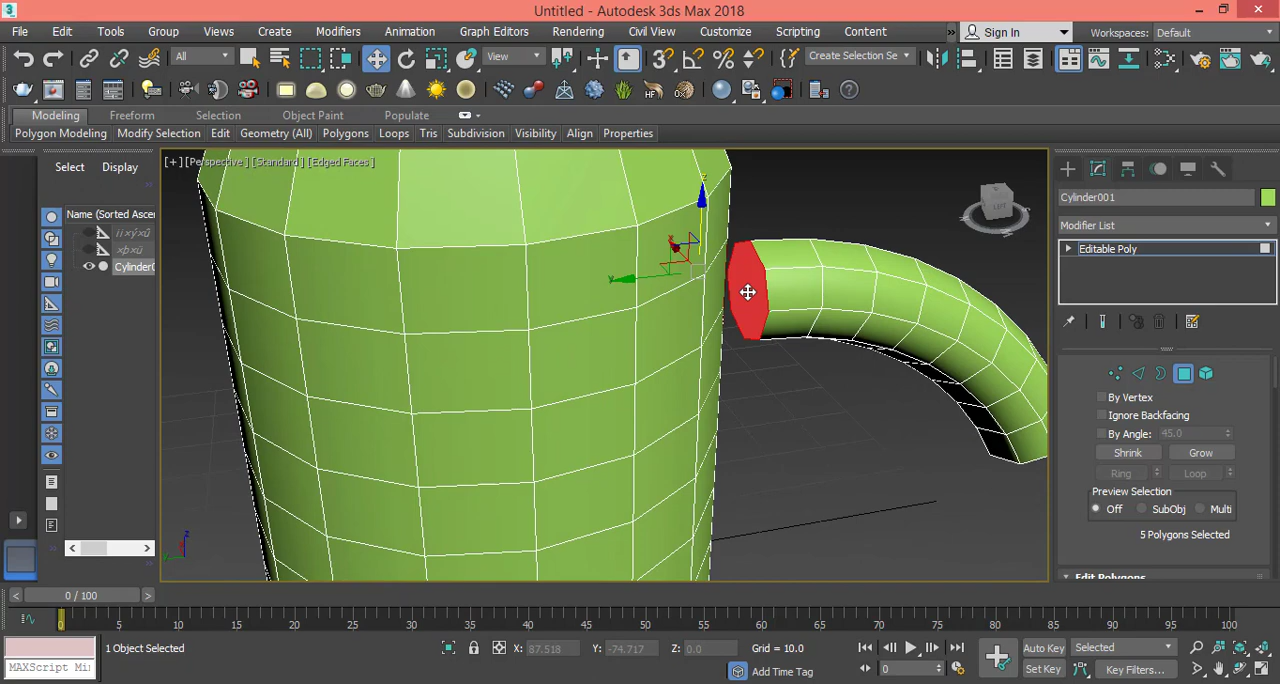 Untitled - Autodesk 3ds Max 2018
File Edit Tools Group Views Create Modifiers Animation Graph Editors Rendering Civil View Customize Scripting Content » Sign In Workspaces: Default
All View Create Selection Se
Modeling Freeform Selection Object Paint Populate
Polygon Modeling Modify Selection Edit Geometry (All) Polygons Loops Tris Subdivision Visibility Align Properties
Select Display
[+] [Perspective] [Standard] [Edged Faces]
Name (Sorted Ascen
Cylinder0
Cylinder001
Modifier List
Editable Poly
By Vertex
Ignore Backfacing
By Angle: 45.0
Shrink Grow
Ring Loop
Preview Selection
Off SubObj Multi
5 Polygons Selected
Edit Polygons
0 / 100
0 5 10 15 20 25 30 35 40 45 50 55 60 65 70 75 80 85 90 95 100
1 Object Selected X: 87.518 Y: -74.717 Z: 0.0 Grid = 10.0 Auto Key Selected
MAXScript Mi Add Time Tag 0 Set Key Key Filters...